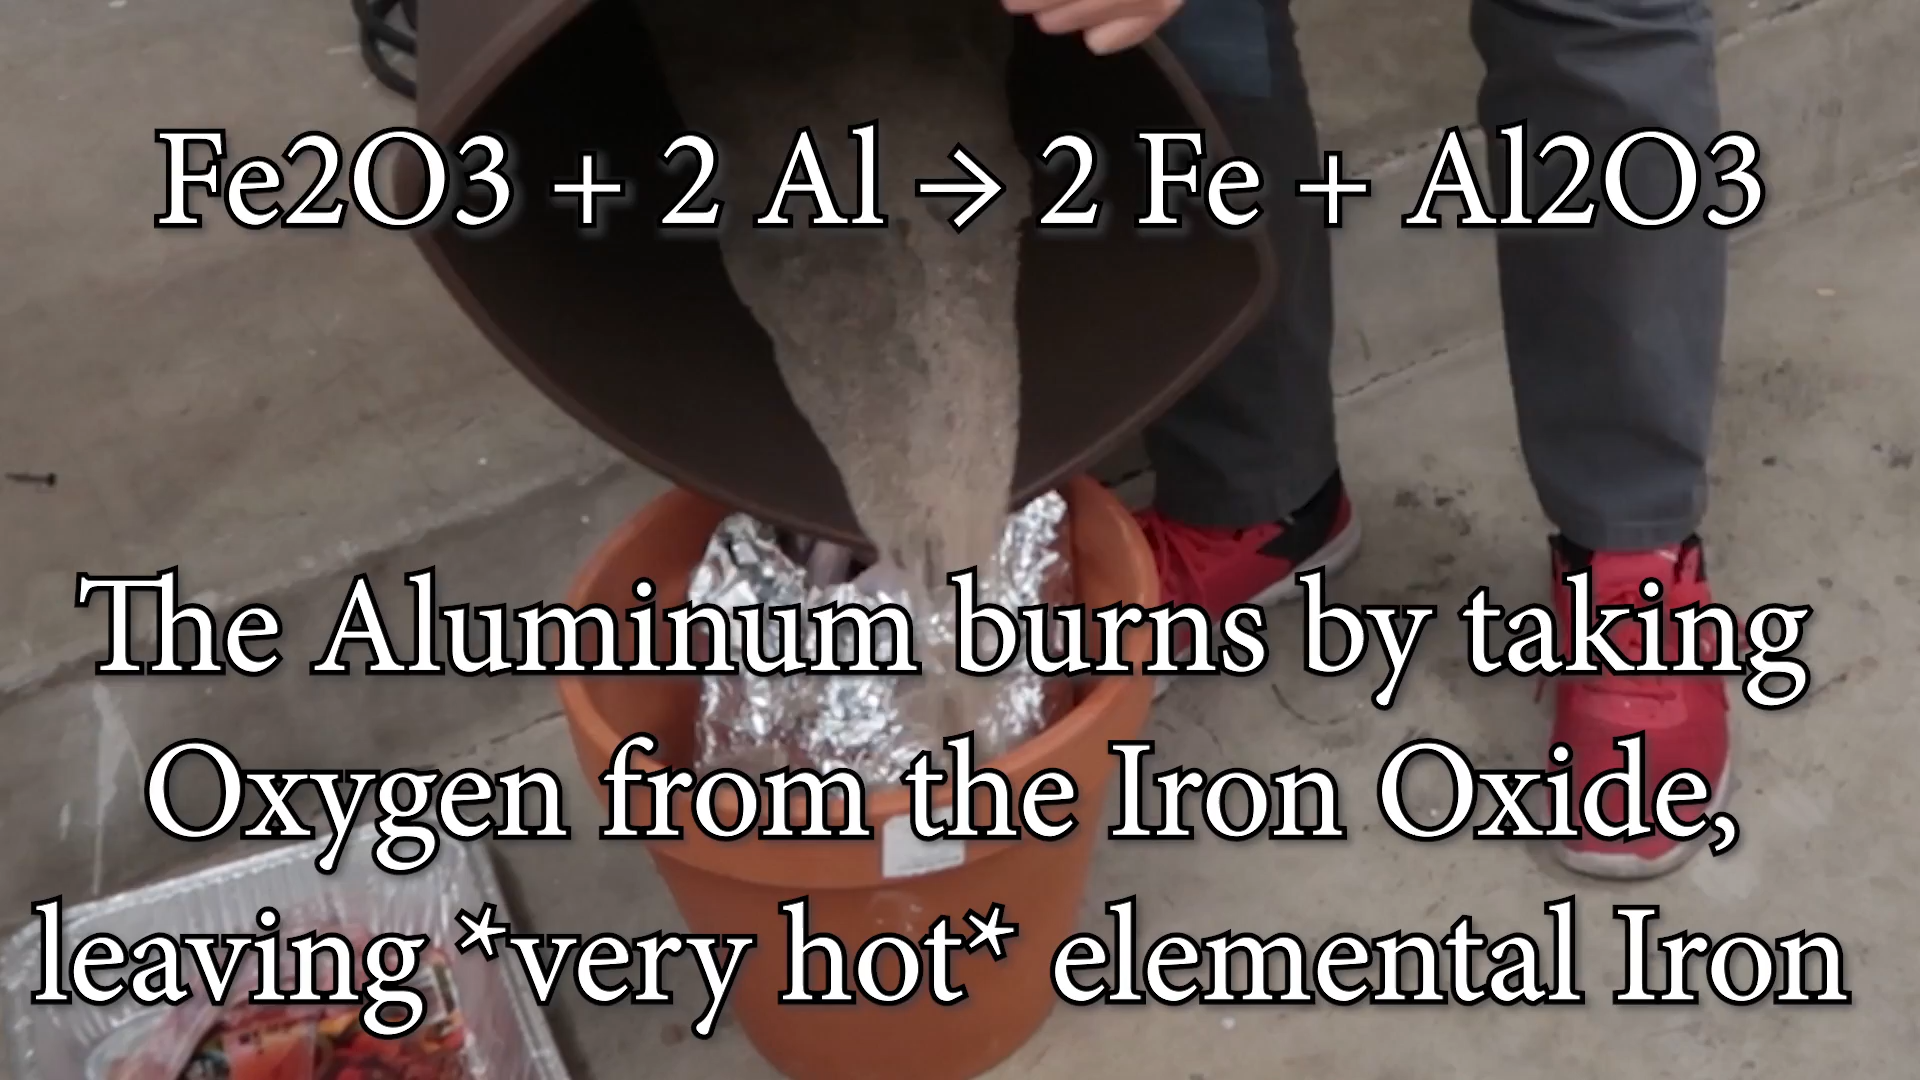 Fe2O3 + 2 Al → 2 Fe + Al2O3
The Aluminum burns by taking
Oxygen from the Iron Oxide,
leaving *very hot* elemental Iron